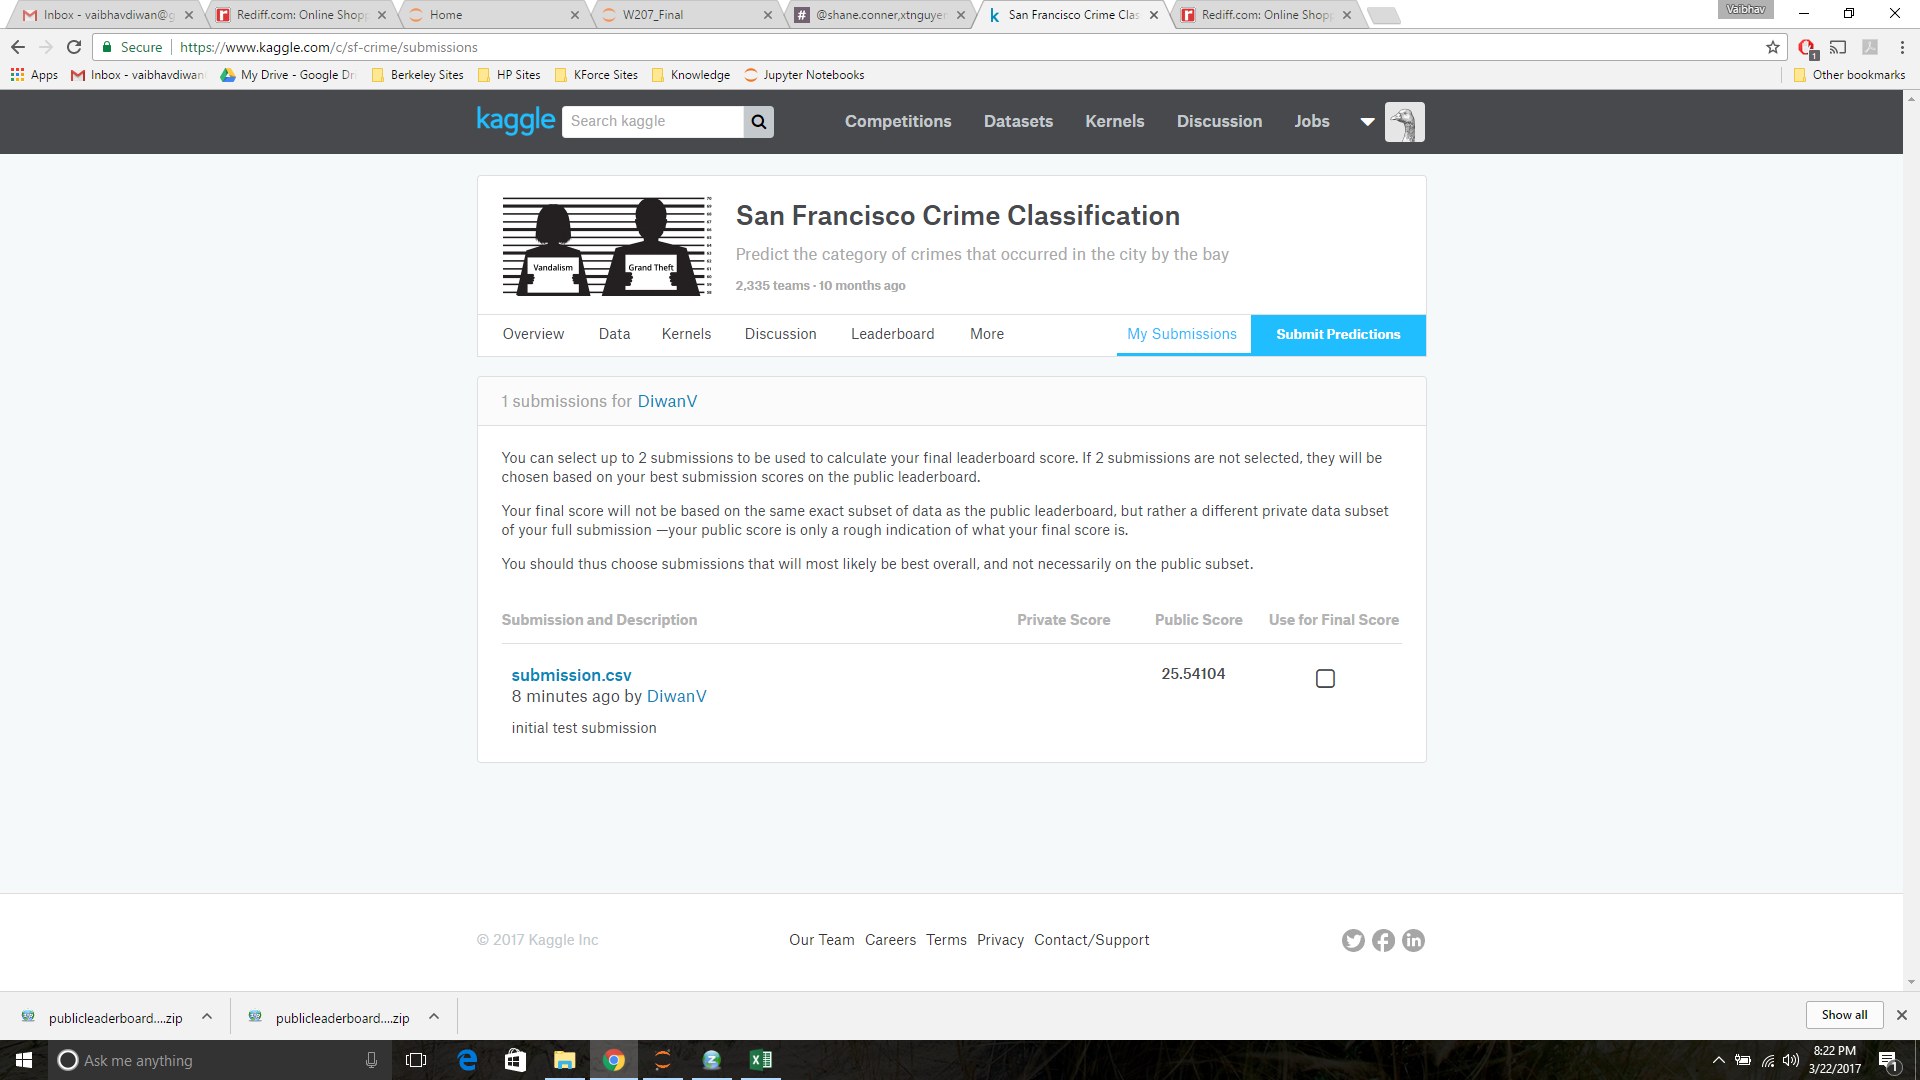 Inbox - vaibhavdiwan@g
Rediff.com: Online Shopp
Home
W207_Final
@shane.conner,xtnguyer
San Francisco Crime Clas
Rediff.com: Online Shopp
Vaibhav
Secure
https://www.kaggle.com/c/sf-crime/submissions
1
Apps
Inbox - vaibhavdiwan
My Drive - Google Dri
Berkeley Sites
HP Sites
KForce Sites
Knowledge
Jupyter Notebooks
Other bookmarks
kaggle
Search kaggle
Competitions
Datasets
Kernels
Discussion
Jobs
Vandalism
Grand Theft
San Francisco Crime Classification
Predict the category of crimes that occurred in the city by the bay
2,335 teams · 10 months ago
Overview
Data
Kernels
Discussion
Leaderboard
More
My Submissions
Submit Predictions
1 submissions for DiwanV
You can select up to 2 submissions to be used to calculate your final leaderboard score. If 2 submissions are not selected, they will be
chosen based on your best submission scores on the public leaderboard.
Your final score will not be based on the same exact subset of data as the public leaderboard, but rather a different private data subset
of your full submission —your public score is only a rough indication of what your final score is.
You should thus choose submissions that will most likely be best overall, and not necessarily on the public subset.
Submission and Description
Private Score
Public Score
Use for Final Score
submission.csv
25.54104
8 minutes ago by DiwanV
initial test submission
© 2017 Kaggle Inc
Our Team
Careers
Terms
Privacy
Contact/Support
publicleaderboard....zip
publicleaderboard....zip
Show all
Ask me anything
8:22 PM
3/22/2017
1